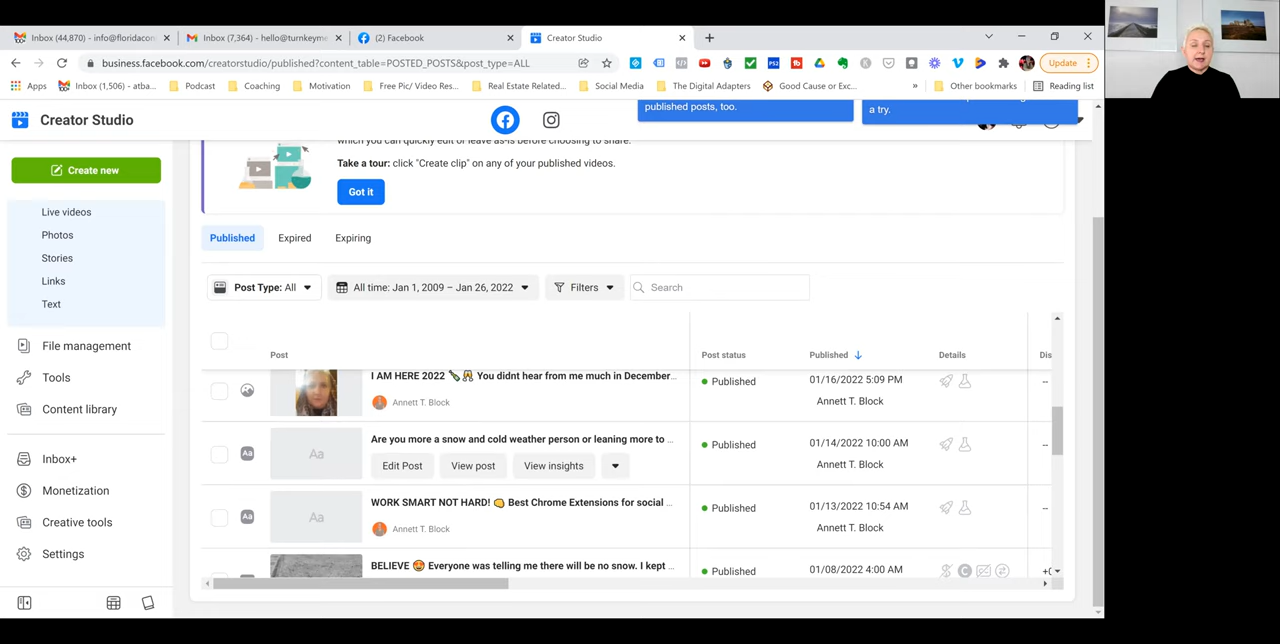 Inbox (44,870) - info@floridacon
Inbox (7,364) - hello@turnkeyme
(2) Facebook
Creator Studio
business.facebook.com/creatorstudio/published?content_table=POSTED_POSTS&post_type=ALL
Update
Apps
Inbox (1,506) - atba...
Podcast
Coaching
Motivation
Free Pic/ Video Res...
Real Estate Related...
Social Media
The Digital Adapters
Good Cause or Exc...
»
Other bookmarks
Reading list
Creator Studio
published posts, too.
a try.
Create new
Live videos
Photos
Stories
Links
Text
File management
Tools
Content library
Inbox+
Monetization
Creative tools
Settings
which you can quickly edit or leave as-is before choosing to share.
Take a tour: click "Create clip" on any of your published videos.
Got it
Published
Expired
Expiring
Post Type: All
All time: Jan 1, 2009 – Jan 26, 2022
Filters
Search
Post
Post status
Published
Details
Dis
I AM HERE 2022 🍾 🥂 You didnt hear from me much in December...
Annett T. Block
Published
01/16/2022 5:09 PM
Annett T. Block
--
Aa
Aa
Are you more a snow and cold weather person or leaning more to ...
Edit Post
View post
View insights
Published
01/14/2022 10:00 AM
Annett T. Block
--
Aa
Aa
WORK SMART NOT HARD! 👊 Best Chrome Extensions for social ...
Annett T. Block
Published
01/13/2022 10:54 AM
Annett T. Block
--
BELIEVE 🤩 Everyone was telling me there will be no snow. I kept ...
Published
01/08/2022 4:00 AM